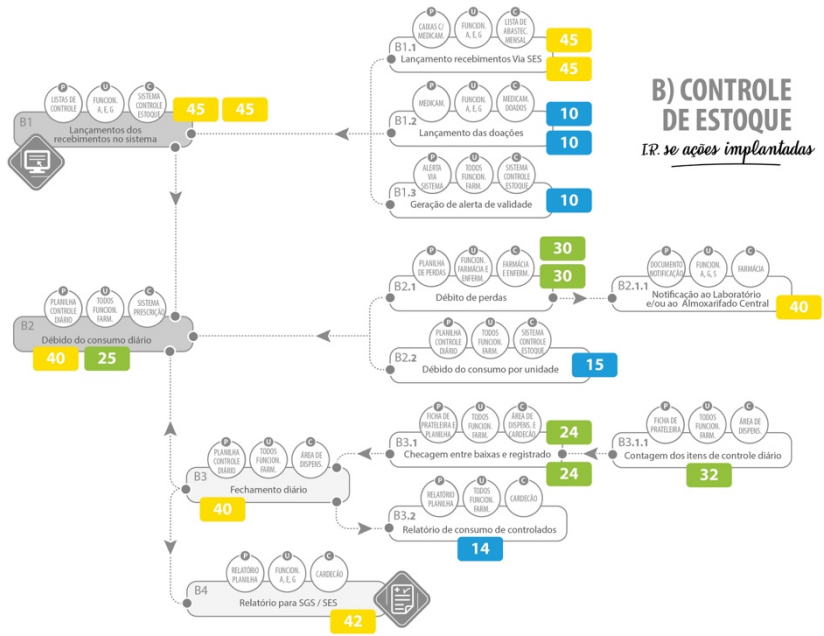 B) CONTROLE
DE ESTOQUE
I.R. se ações implantadas
P
U
C
LISTAS DE
CONTROLE
FUNCION.
A, E, G
SISTEMA
CONTROLE
ESTOQUE
45
45
B1
Lançamentos dos
recebimentos no sistema
P
U
C
CAIXAS C/
MEDICAM.
FUNCION.
A, E, G
LISTA DE
ABASTEC.
MENSAL
45
B1.1
Lançamento recebimentos Via SES
45
P
U
C
MEDICAM.
FUNCION.
A, E, G
MEDICAM.
DOADOS
10
B1.2
Lançamento das doações
10
P
U
C
ALERTA
VIA
SISTEMA
TODOS
FUNCION.
FARM.
SISTEMA
CONTROLE
ESTOQUE
B1.3
Geração de alerta de validade
10
P
U
C
PLANILHA
CONTROLE
DIÁRIO
TODOS
FUNCION.
FARM.
SISTEMA
PRESCRIÇÃO
B2
Débido do consumo diário
40
25
P
U
C
PLANILHA
DE PERDAS
FUNCION.
FARMÁCIA E
ENFERM.
FARMÁCIA
E ENFERM.
30
30
B2.1
Débito de perdas
P
U
C
DOCUMENTO
NOTIFICAÇÃO
FUNCION.
A, G, S
FARMÁCIA
B2.1.1
Notificação ao Laboratório
e/ou ao Almoxarifado Central
40
P
U
C
PLANILHA
CONTROLE
DIÁRIO
TODOS
FUNCION.
FARM.
SISTEMA
CONTROLE
ESTOQUE
B2.2
Débido do consumo por unidade
15
P
U
C
PLANILHA
CONTROLE
DIÁRIO
TODOS
FUNCION.
FARM.
ÁREA DE
DISPENS.
B3
Fechamento diário
40
P
U
C
FICHA DE
PRATELEIRA E
PLANILHA
TODOS
FUNCION.
FARM.
ÁREA DE
DISPENS. E
CARDECÃO
24
B3.1
Checagem entre baixas e registrado
24
P
U
C
FICHA DE
PRATELEIRA
TODOS
FUNCION.
FARM.
ÁREA DE
DISPENS.
B3.1.1
Contagem dos itens de controle diário
32
P
U
C
RELATÓRIO
PLANILHA
TODOS
FUNCION.
FARM.
CARDECÃO
B3.2
Relatório de consumo de controlados
14
P
U
C
RELATÓRIO
PLANILHA
FUNCION.
A, E, G
CARDECÃO
B4
Relatório para SGS / SES
42